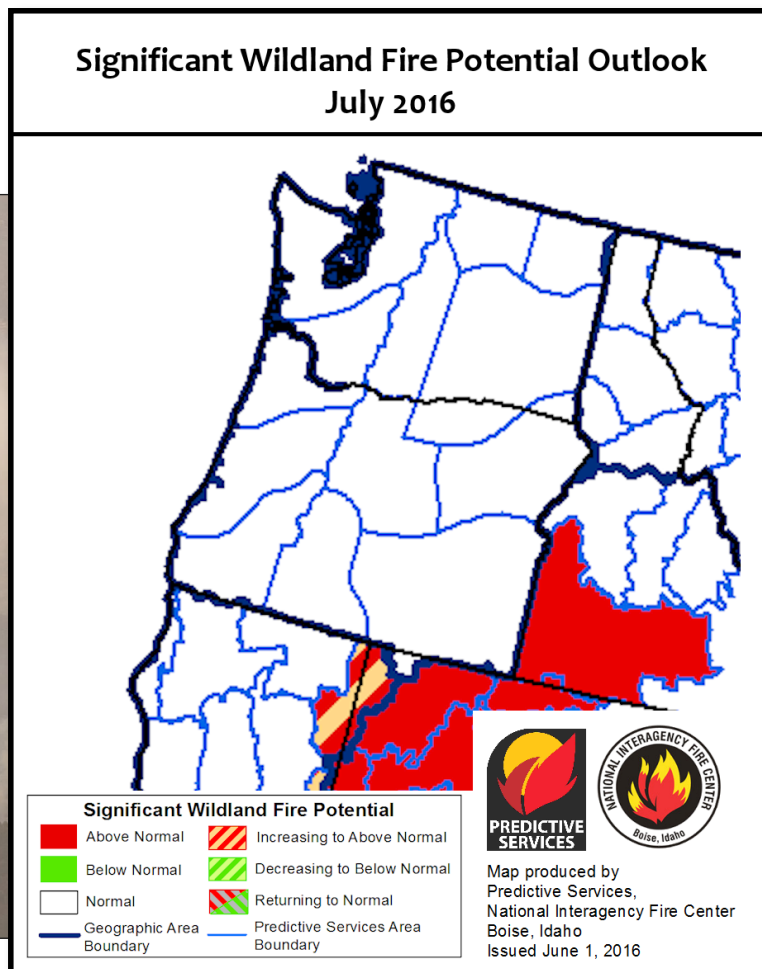 Significant Wildland Fire Potential Outlook
July 2016
Significant Wildland Fire Potential
Above Normal
Increasing to Above Normal
Below Normal
Decreasing to Below Normal
Normal
Returning to Normal
Geographic Area
Boundary
Predictive Services Area
Boundary
PREDICTIVE
SERVICES
NATIONAL INTERAGENCY FIRE CENTER
Boise, Idaho
Map produced by
Predictive Services,
National Interagency Fire Center
Boise, Idaho
Issued June 1, 2016